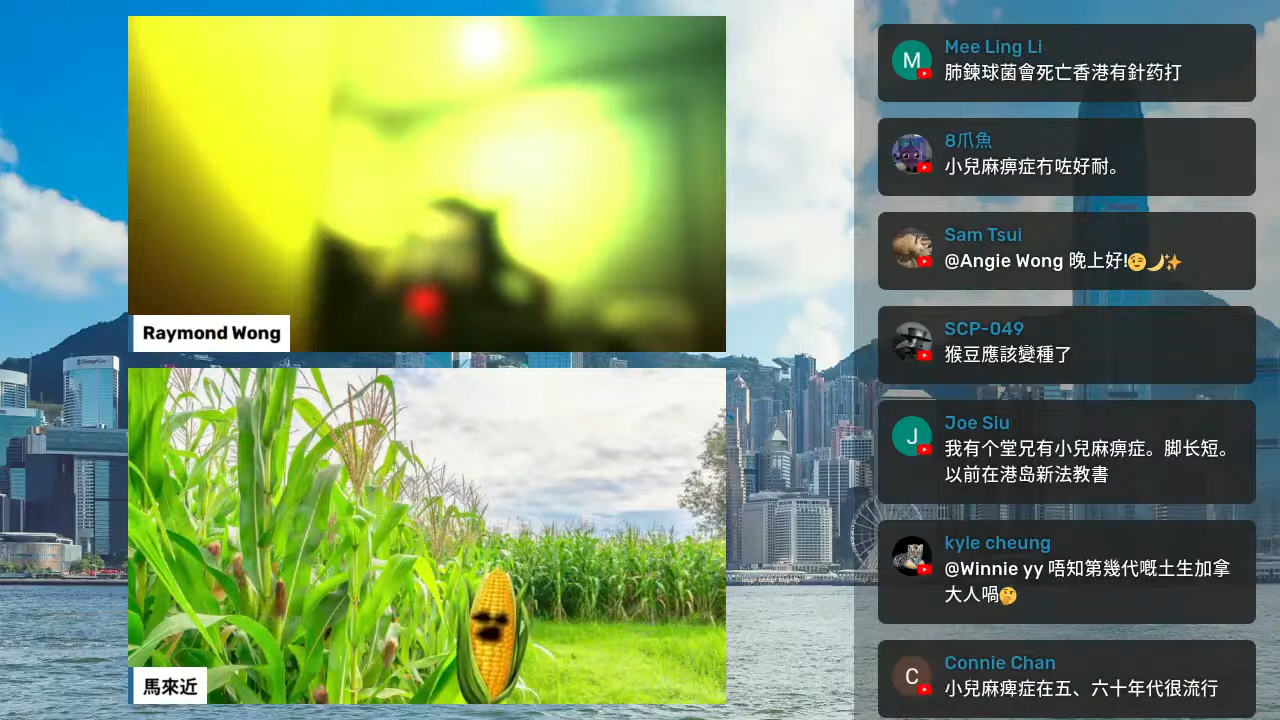 Raymond Wong
馬來近
Mee Ling Li
肺鍊球菌會死亡香港有針药打
8爪魚
小兒麻痹症冇咗好耐。
Sam Tsui
@Angie Wong 晚上好!😉🌙✨
SCP-049
猴豆應該變種了
Joe Siu
我有个堂兄有小兒麻痹症。脚长短。
以前在港岛新法教書
kyle cheung
@Winnie yy 唔知第幾代嘅土生加拿
大人喎🤔
Connie Chan
小兒麻痺症在五、六十年代很流行